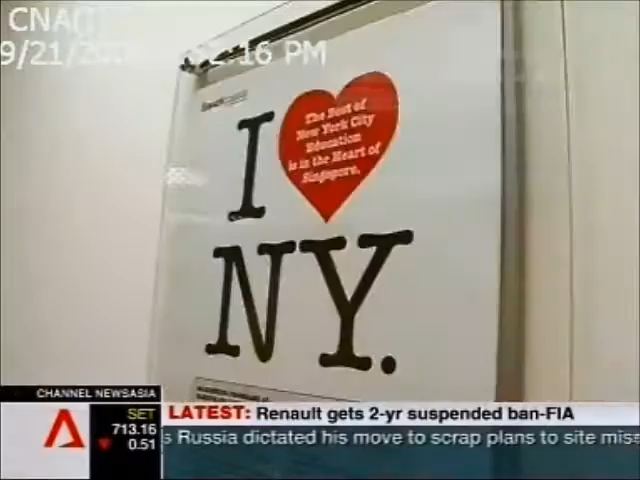 CNA(
9/21/20 2:16 PM
I
The Best of
New York City
Education
is in the Heart of
Singapore.
NY.
CHANNEL NEWSASIA
SET
713.16
0.51
LATEST: Renault gets 2-yr suspended ban-FIA
s Russia dictated his move to scrap plans to site miss